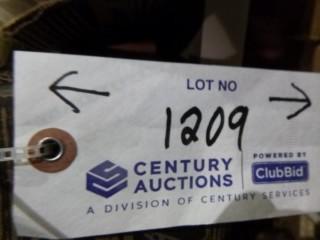 LOT NO
1209
CENTURY
AUCTIONS
POWERED BY
ClubBid
A DIVISION OF CENTURY SERVICES